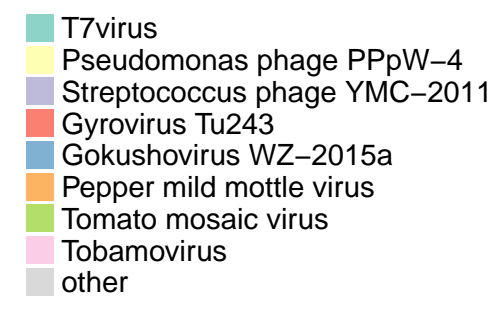 T7virus
Pseudomonas phage PPpW−4
Streptococcus phage YMC−2011
Gyrovirus Tu243
Gokushovirus WZ−2015a
Pepper mild mottle virus
Tomato mosaic virus
Tobamovirus
other